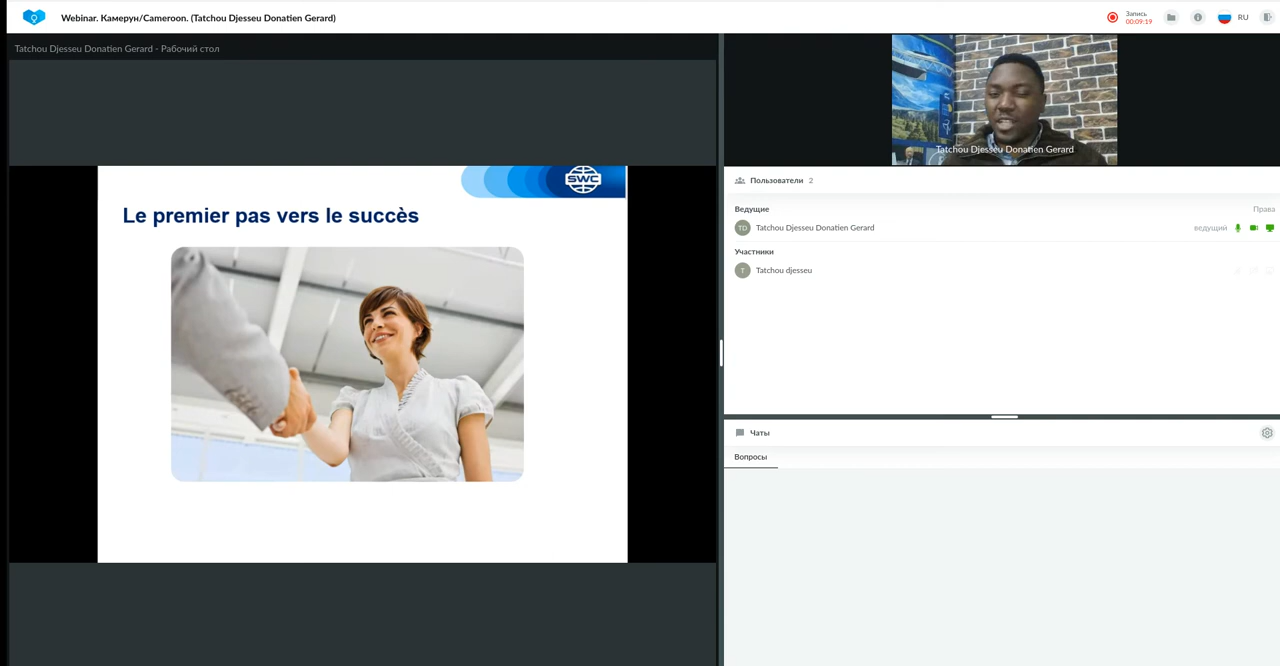 Webinar. Камерун/Cameroon. (Tatchou Djesseu Donatien Gerard)
Запись
00:09:19
RU
Tatchou Djesseu Donatien Gerard - Рабочий стол
SWC
Le premier pas vers le succès
Tatchou Djesseu Donatien Gerard
Пользователи 2
Ведущие Права
TD Tatchou Djesseu Donatien Gerard ведущий
Участники
T Tatchou djesseu
Чаты
Вопросы